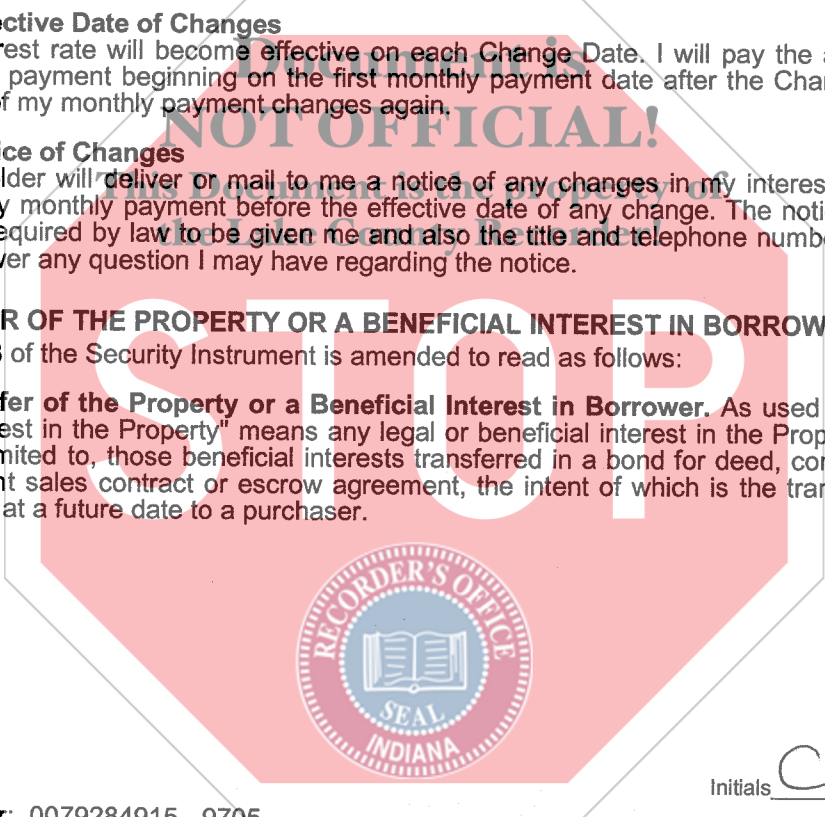 ective Date of Changes
rest rate will become effective on each Change Date. I will pay the
payment beginning on the first monthly payment date after the Char
f my monthly payment changes again.
ice of Changes
lder will deliver or mail to me a notice of any changes in my interes
y monthly payment before the effective date of any change. The noti
equired by law to be given me and also the title and telephone numbe
ver any question I may have regarding the notice.
Document is
NOT OFFICIAL!
This Document is the property of
the Lake County Recorder!
R OF THE PROPERTY OR A BENEFICIAL INTEREST IN BORROW
of the Security Instrument is amended to read as follows:
fer of the Property or a Beneficial Interest in Borrower. As used
est in the Property" means any legal or beneficial interest in the Prop
mited to, those beneficial interests transferred in a bond for deed, con
nt sales contract or escrow agreement, the intent of which is the tran
at a future date to a purchaser.
STOP
RECORDER'S OFFICE
SEAL
INDIANA
Initials
r: 0079284915 - 9705